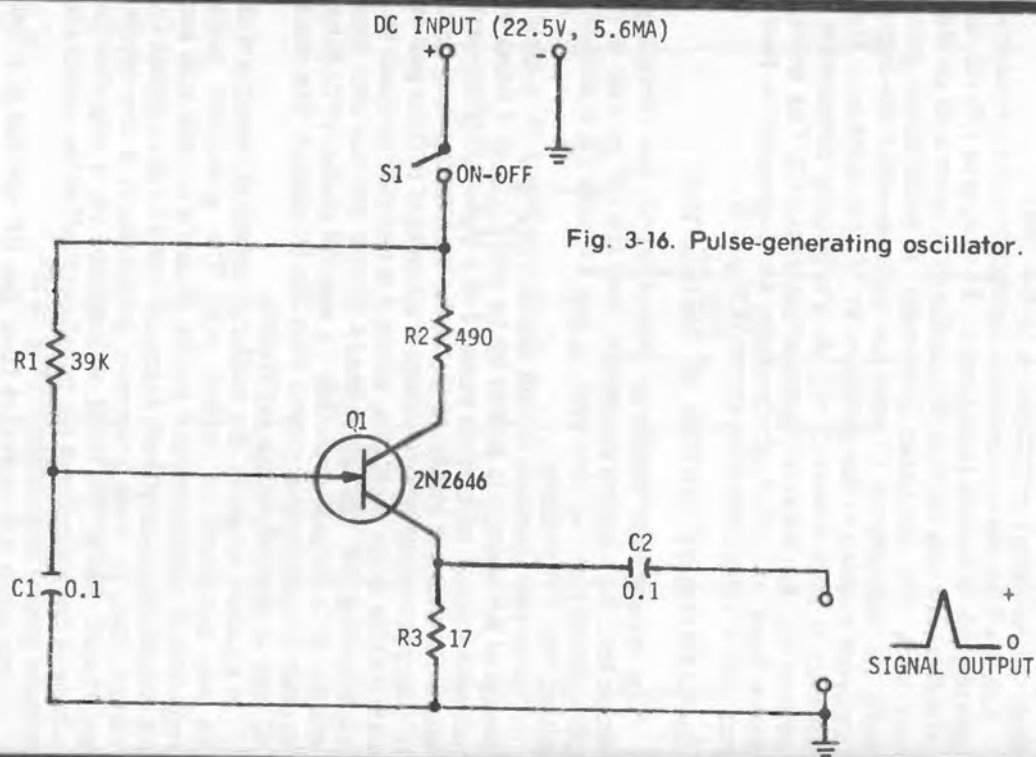 DC INPUT (22.5V, 5.6MA)
+ -
S1 ON-OFF
Fig. 3-16. Pulse-generating oscillator.
R1 39K
R2 490
Q1
2N2646
C1 0.1
C2
0.1
R3 17
+
0
SIGNAL OUTPUT